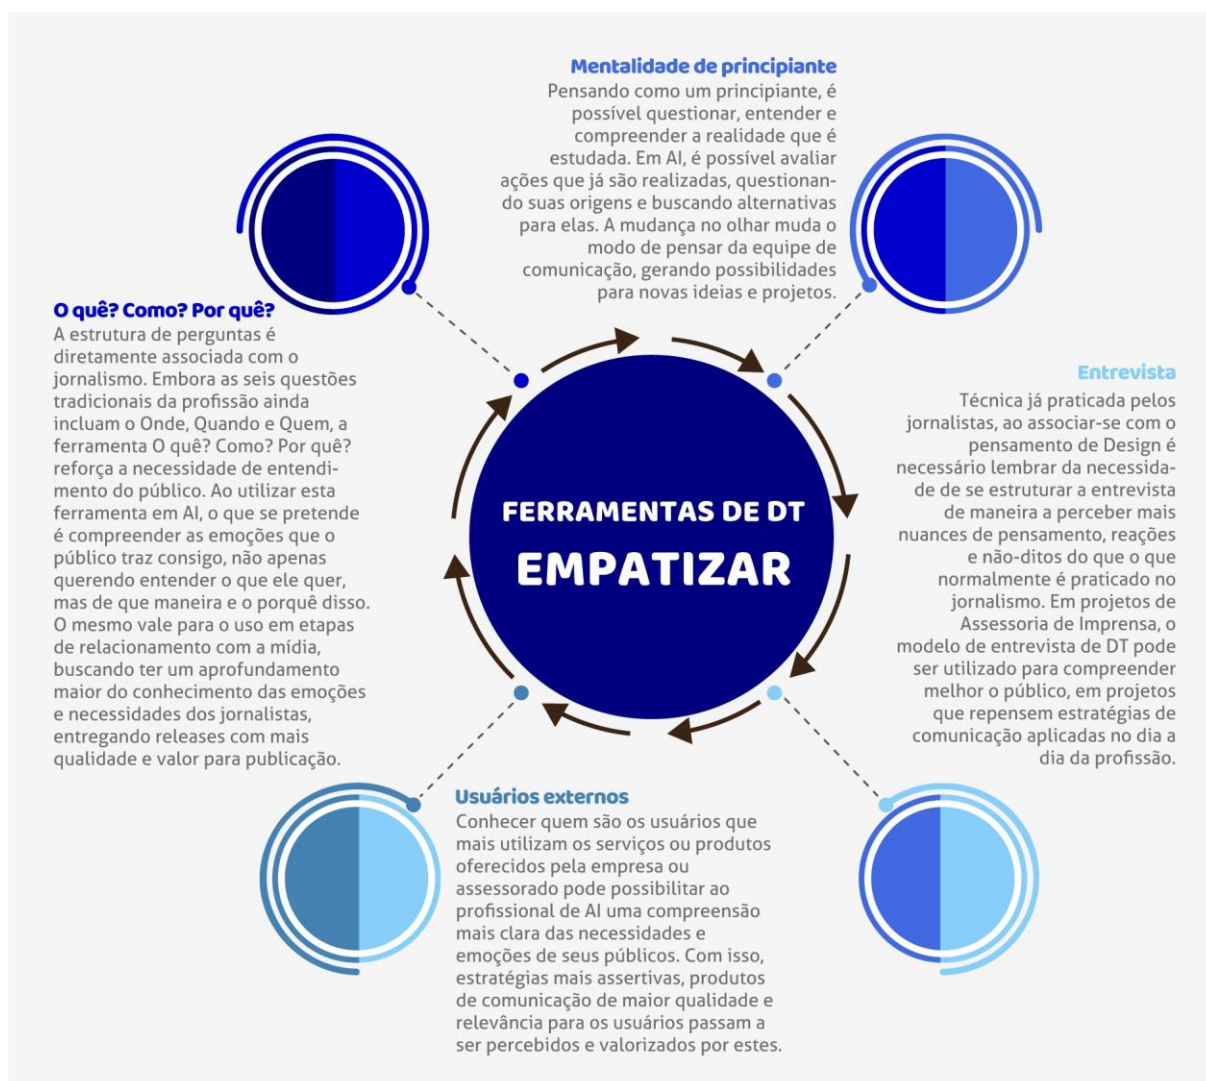 Mentalidade de principiante
Pensando como um principiante, é
possível questionar, entender e
compreender a realidade que é
estudada. Em AI, é possível avaliar
ações que já são realizadas, questionan-
do suas origens e buscando alternativas
para elas. A mudança no olhar muda o
modo de pensar da equipe de
comunicação, gerando possibilidades
para novas ideias e projetos.
O quê? Como? Por quê?
A estrutura de perguntas é
diretamente associada com o
jornalismo. Embora as seis questões
tradicionais da profissão ainda
incluam o Onde, Quando e Quem, a
ferramenta O quê? Como? Por quê?
reforça a necessidade de entendi-
mento do público. Ao utilizar esta
ferramenta em AI, o que se pretende
é compreender as emoções que o
público traz consigo, não apenas
querendo entender o que ele quer,
mas de que maneira e o porquê disso.
O mesmo vale para o uso em etapas
de relacionamento com a mídia,
buscando ter um aprofundamento
maior do conhecimento das emoções
e necessidades dos jornalistas,
entregando releases com mais
qualidade e valor para publicação.
FERRAMENTAS DE DT
EMPATIZAR
Entrevista
Técnica já praticada pelos
jornalistas, ao associar-se com o
pensamento de Design é
necessário lembrar da necessida-
de de se estruturar a entrevista
de maneira a perceber mais
nuances de pensamento, reações
e não-ditos do que o que
normalmente é praticado no
jornalismo. Em projetos de
Assessoria de Imprensa, o
modelo de entrevista de DT pode
ser utilizado para compreender
melhor o público, em projetos
que repensem estratégias de
comunicação aplicadas no dia a
dia da profissão.
Usuários externos
Conhecer quem são os usuários que
mais utilizam os serviços ou produtos
oferecidos pela empresa ou
assessorado pode possibilitar ao
profissional de AI uma compreensão
mais clara das necessidades e
emoções de seus públicos. Com isso,
estratégias mais assertivas, produtos
de comunicação de maior qualidade e
relevância para os usuários passam a
ser percebidos e valorizados por estes.